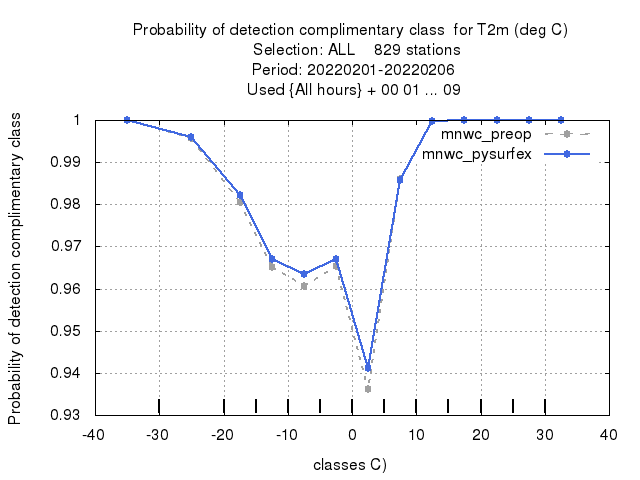 Probability of detection complimentary class  for T2m (deg C)
Selection: ALL    829 stations
Period: 20220201-20220206
Used {All hours} + 00 01 ... 09
Probability of detection complimentary class
1
0.99
0.98
0.97
0.96
0.95
0.94
0.93
mnwc_preop
mnwc_pysurfex
-40 -30 -20 -10 0 10 20 30 40
classes C)